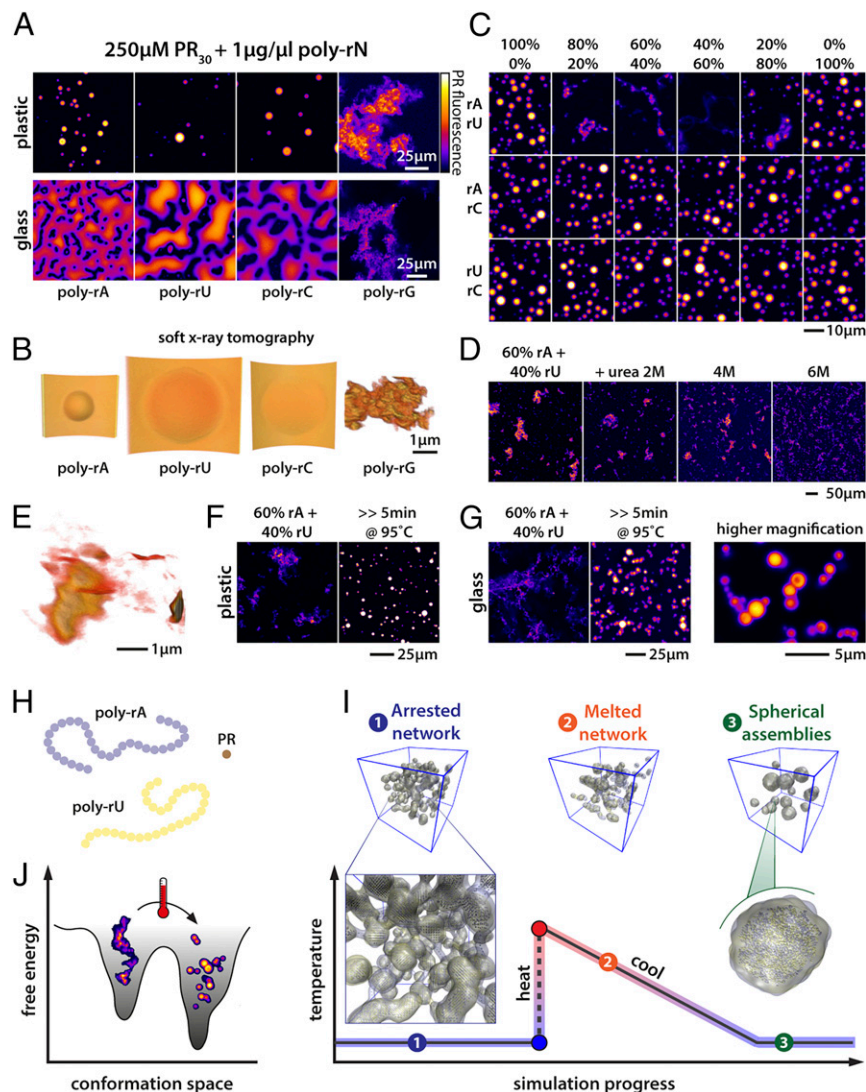 A
250μM PR30 + 1μg/μl poly-rN
plastic
25μm
PR fluorescence
glass
25μm
poly-rA poly-rU poly-rC poly-rG
B
soft x-ray tomography
1μm
poly-rA poly-rU poly-rC poly-rG
C
100% 80% 60% 40% 20% 0%
0% 20% 40% 60% 80% 100%
rA
rU
rA
rC
rU
rC
10μm
D
60% rA +
40% rU
+ urea 2M
4M
6M
50μm
E
1μm
F
60% rA +
40% rU
>> 5min
@ 95˚C
plastic
25μm
G
60% rA +
40% rU
>> 5min
@ 95˚C
higher magnification
glass
25μm
5μm
H
poly-rA
PR
poly-rU
I
1 Arrested
network
2 Melted
network
3 Spherical
assemblies
temperature
heat
cool
1
2
3
simulation progress
J
free energy
conformation space